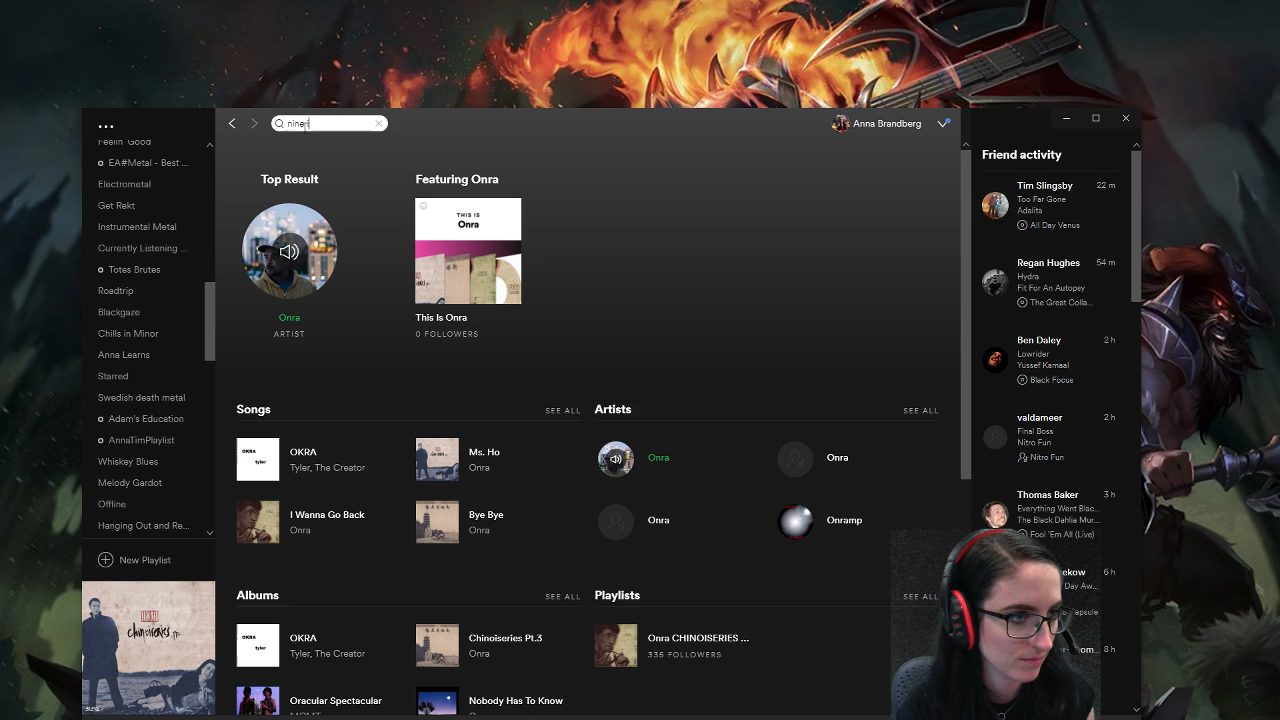 Feelin' Good
EA#Metal - Best ...
Electrometal
Get Rekt
Instrumental Metal
Currently Listening ...
Totes Brutes
Roadtrip
Blackgaze
Chills in Minor
Anna Learns
Starred
Swedish death metal
Adam's Education
AnnaTimPlaylist
Whiskey Blues
Melody Gardot
Offline
Hanging Out and Re...
New Playlist
Anna Brandberg
Top Result
Onra
ARTIST
Featuring Onra
THIS IS
Onra
This Is Onra
0 FOLLOWERS
Songs
SEE ALL
OKRA
tyler
OKRA
Tyler, The Creator
Ms. Ho
Onra
I Wanna Go Back
Onra
Bye Bye
Onra
Artists
SEE ALL
Onra
Onra
Onra
Onramp
Albums
SEE ALL
OKRA
tyler
OKRA
Tyler, The Creator
Chinoiseries Pt.3
Onra
Oracular Spectacular
MGMT
Nobody Has To Know
Playlists
SEE ALL
Onra CHINOISERIES ...
335 FOLLOWERS
Friend activity
Tim Slingsby 22 m
Too Far Gone
Adalita
All Day Venus
Regan Hughes 54 m
Hydra
Fit For An Autopsy
The Great Colla...
Ben Daley 2 h
Lowrider
Yussef Kamaal
Black Focus
valdameer 2 h
Final Boss
Nitro Fun
Nitro Fun
Thomas Baker 3 h
Everything Went Blac...
The Black Dahlia Mur...
Fool 'Em All (Live)
6 h
Day Aw...
8 h